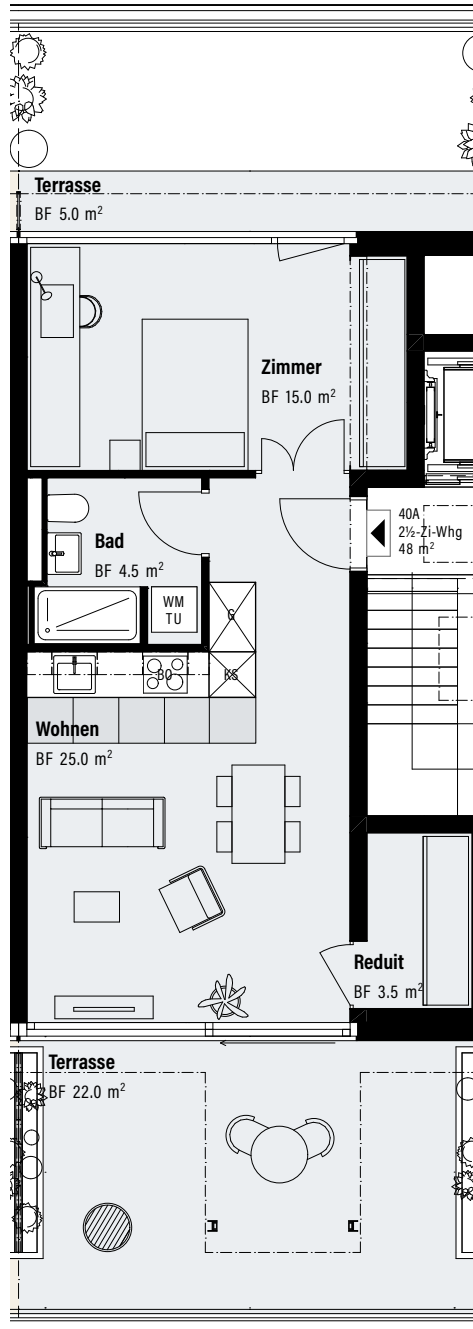 Terrasse
BF 5.0 m²
Zimmer
BF 15.0 m²
40A
2½-Zi-Whg
48 m²
Bad
BF 4.5 m²
WM
TU
G
BO
KS
Wohnen
BF 25.0 m²
Reduit
BF 3.5 m²
Terrasse
BF 22.0 m²